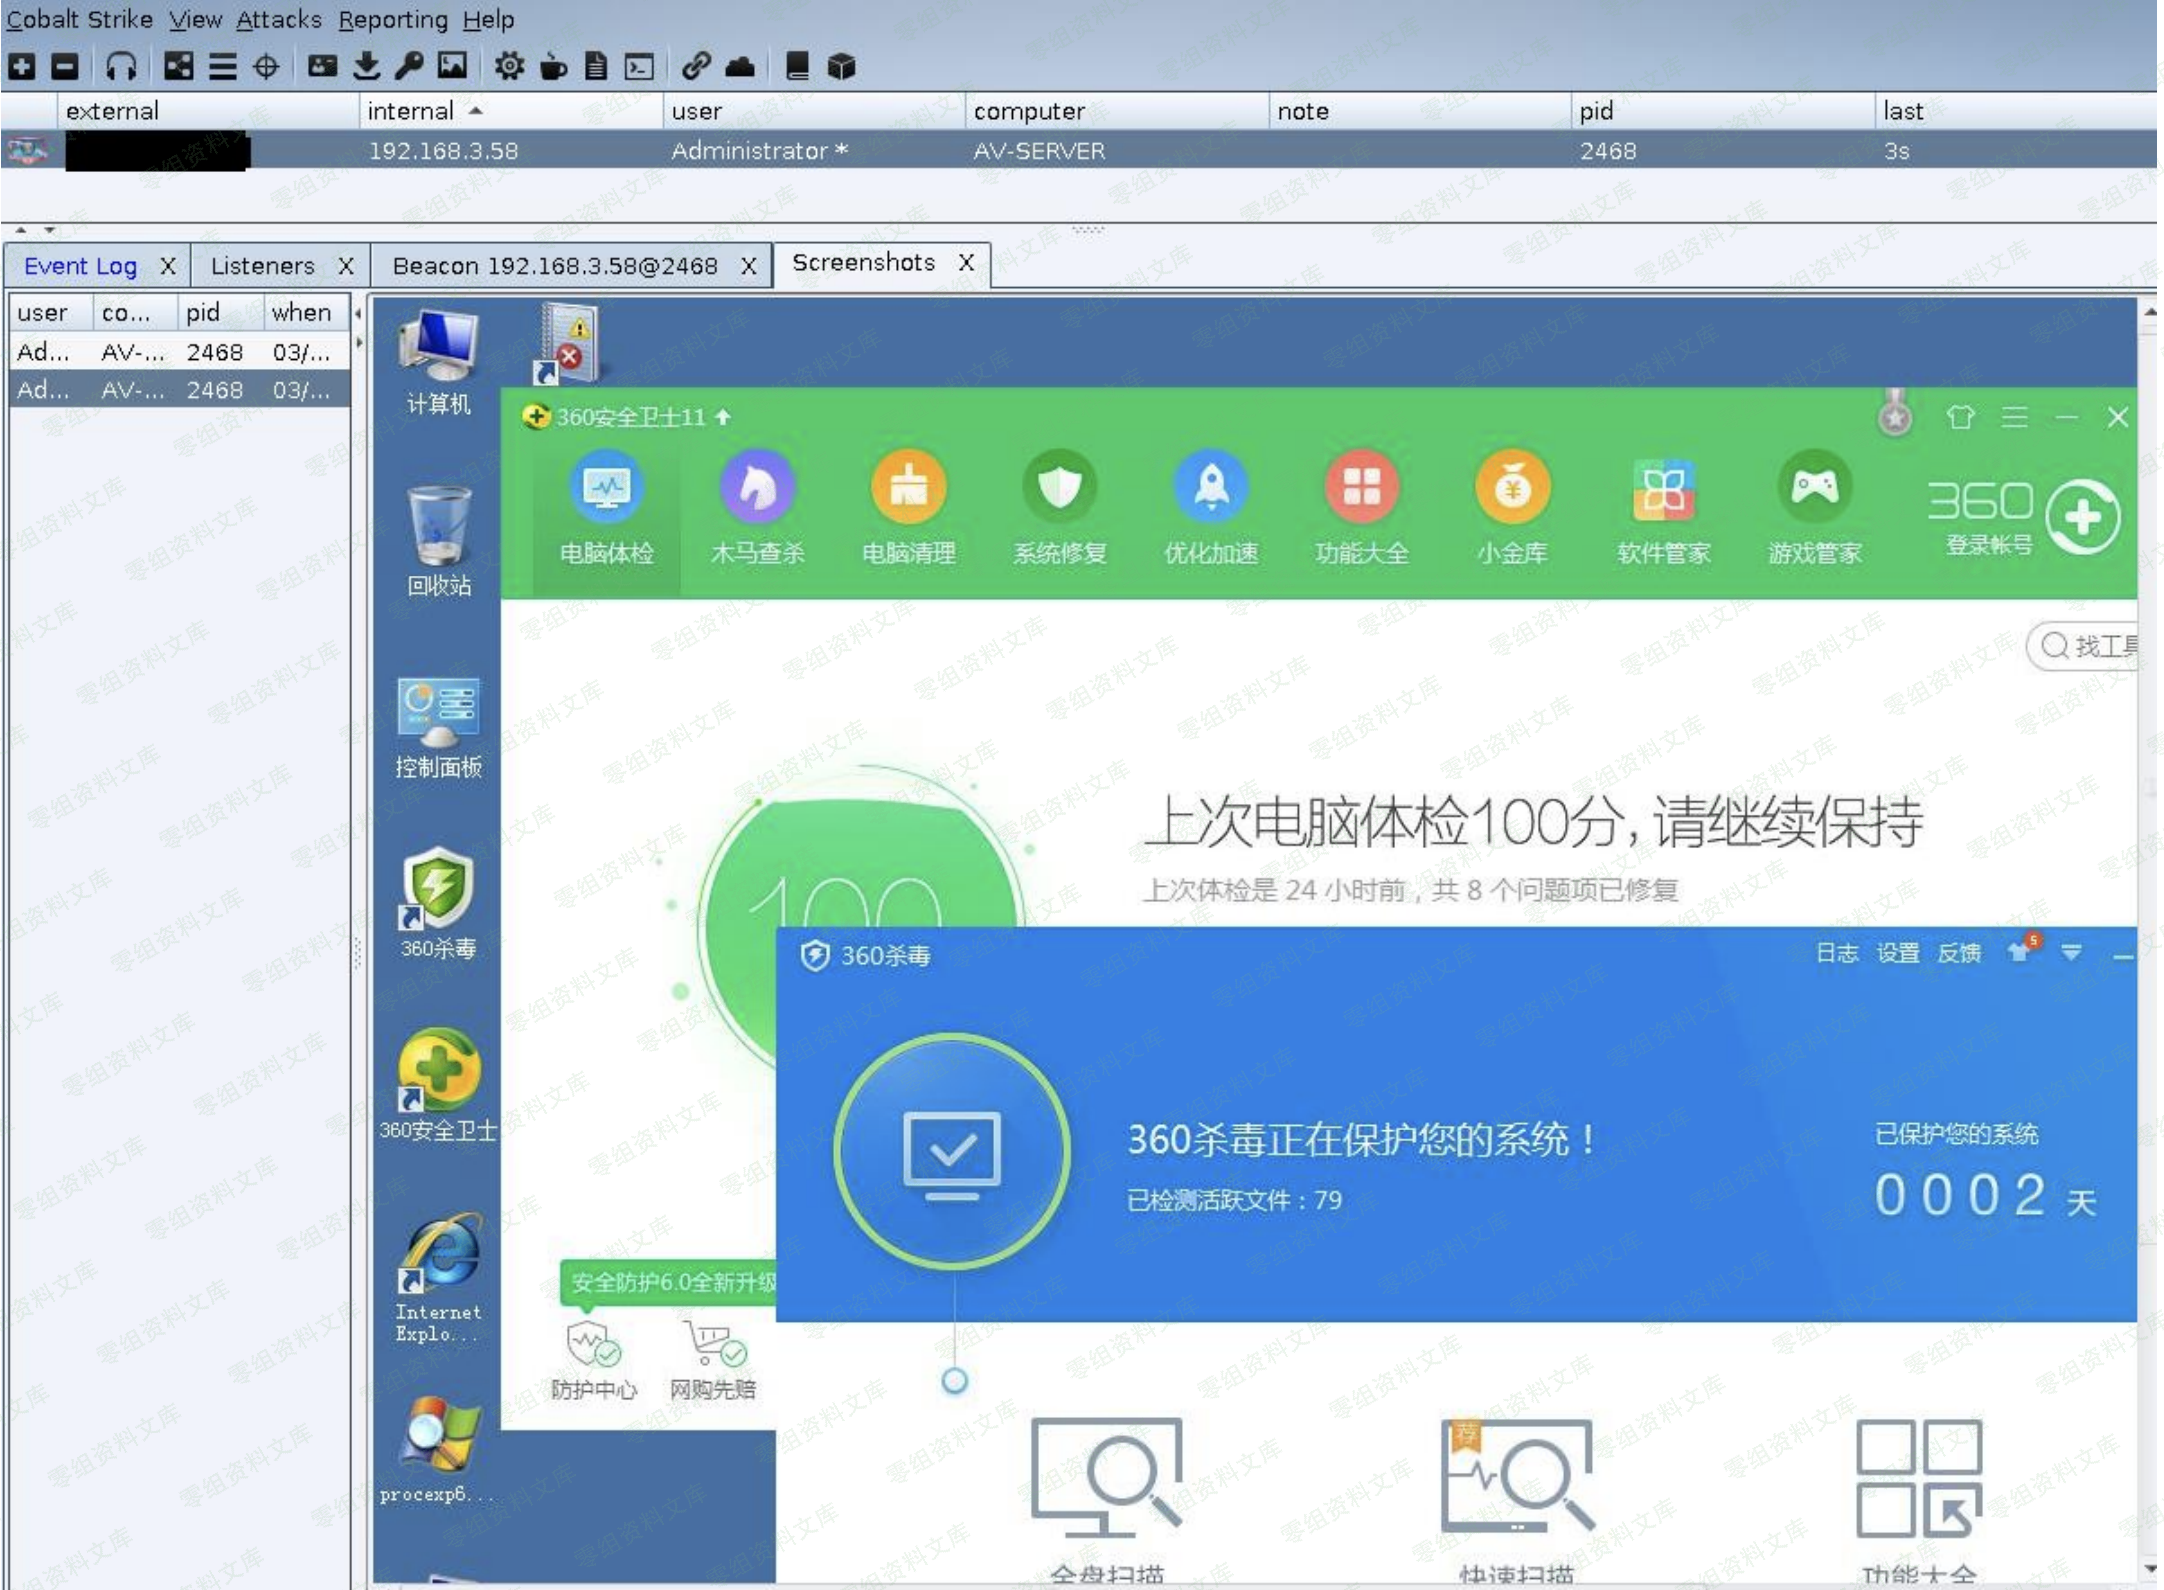 Cobalt Strike View Attacks Reporting Help
external internal user computer note pid last
192.168.3.58 Administrator * AV-SERVER 2468 3s
Event Log X Listeners X Beacon 192.168.3.58@2468 X Screenshots X
user co... pid when
Ad... AV-... 2468 03/...
Ad... AV-... 2468 03/...
计算机
回收站
控制面板
360杀毒
360安全卫士
Internet
Explo...
procexp6...
360安全卫士11
电脑体检 木马查杀 电脑清理 系统修复 优化加速 功能大全 小金库 软件管家 游戏管家
360
登录帐号
找工具
上次电脑体检100分,请继续保持
上次体检是 24 小时前，共 8 个问题项已修复
100
安全防护6.0全新升级
防护中心 网购先赔
360杀毒
日志 设置 反馈 5
360杀毒正在保护您的系统！
已检测活跃文件：79
已保护您的系统
0002 天
荐
全盘扫描 快速扫描 功能大全
零组资料文库